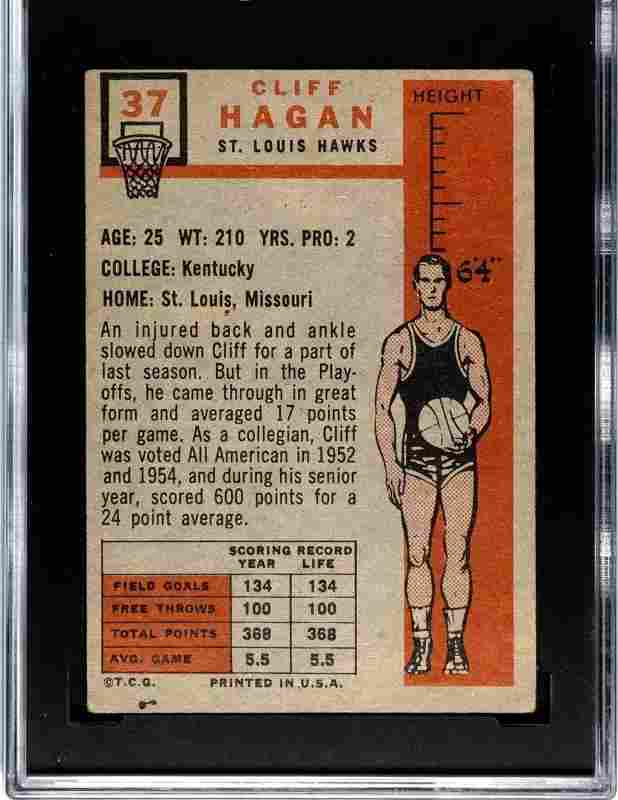 37
CLIFF
HAGAN
ST. LOUIS HAWKS
HEIGHT
6'4"
AGE: 25 WT: 210 YRS. PRO: 2
COLLEGE: Kentucky
HOME: St. Louis, Missouri
An injured back and ankle
slowed down Cliff for a part of
last season. But in the Play-
offs, he came through in great
form and averaged 17 points
per game. As a collegian, Cliff
was voted All American in 1952
and 1954, and during his senior
year, scored 600 points for a
24 point average.
SCORING RECORD
YEAR LIFE
FIELD GOALS 134 134
FREE THROWS 100 100
TOTAL POINTS 368 368
AVG. GAME 5.5 5.5
©T.C.G. PRINTED IN U.S.A.